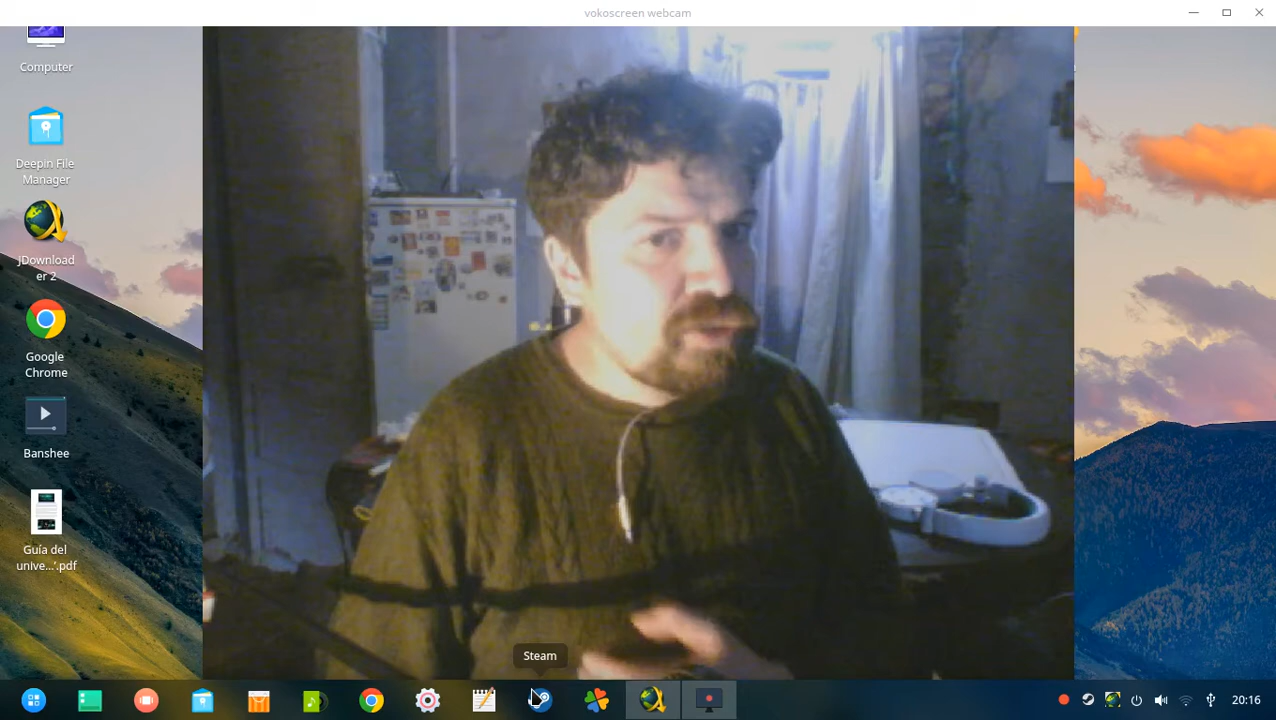 vokoscreen webcam
Computer
Deepin File
Manager
JDownload
er 2
Google
Chrome
Banshee
Guía del
unive...'.pdf
Steam
20:16